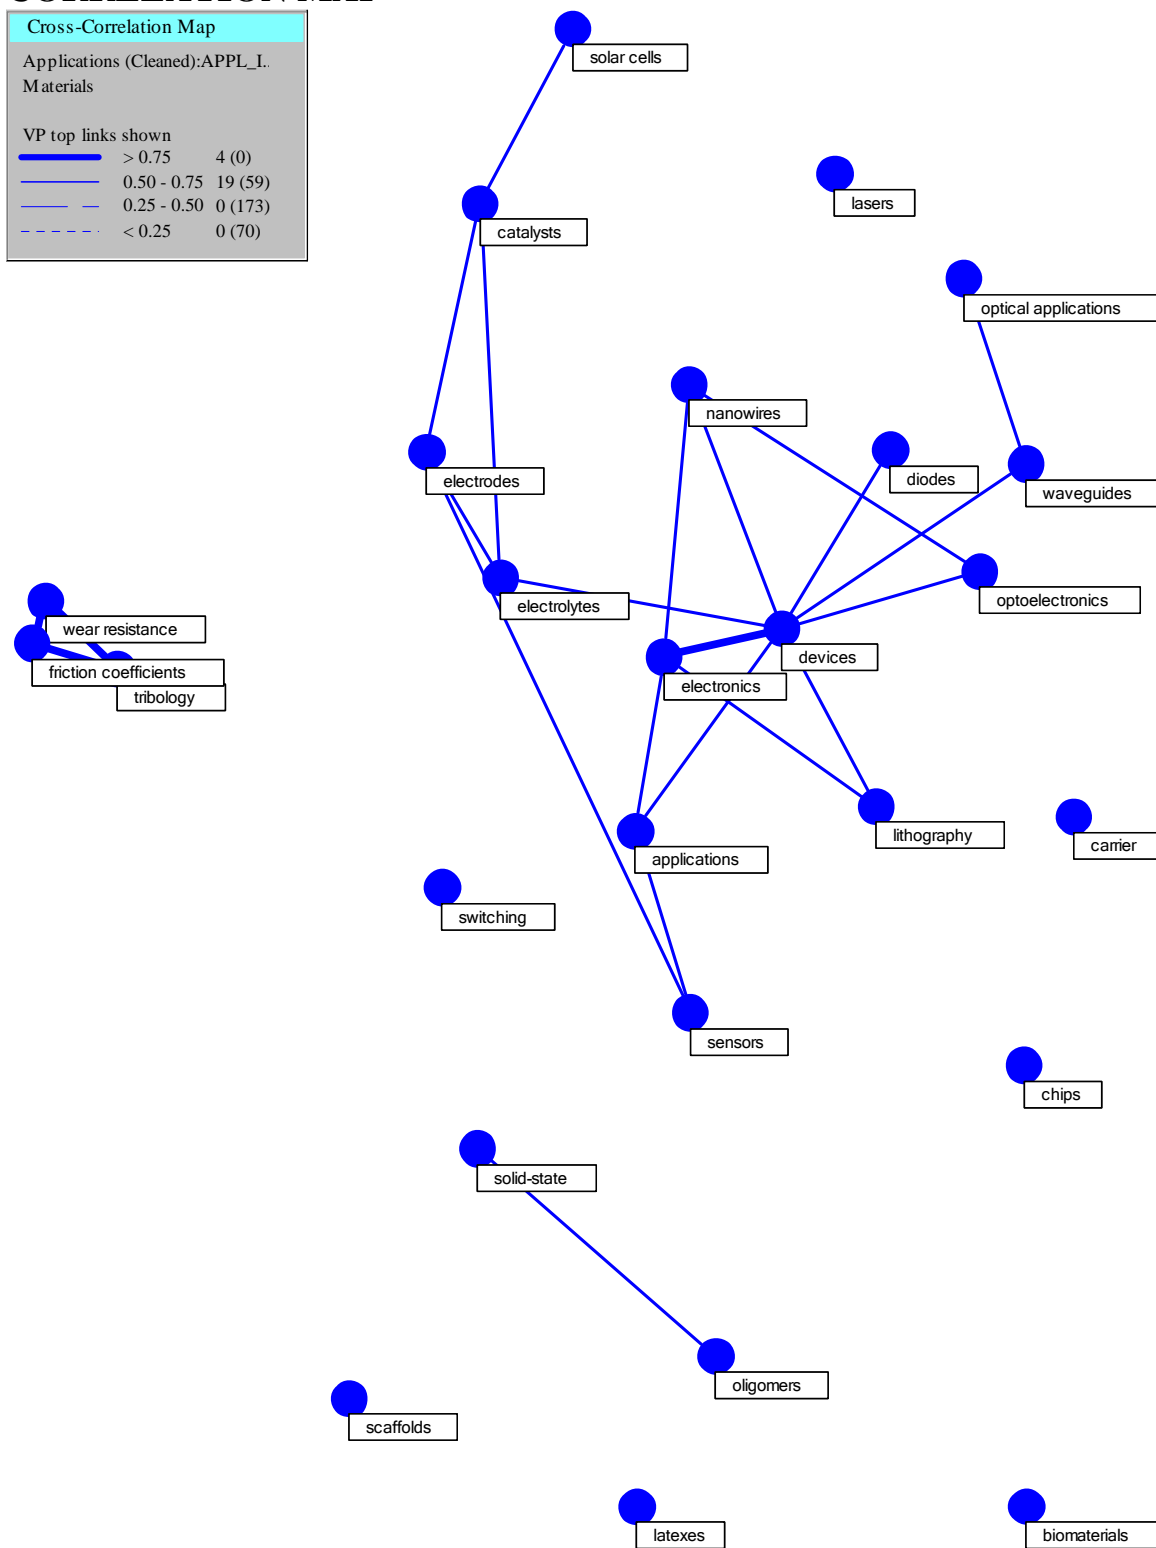 Cross-Correlation Map
Applications (Cleaned):APPL_I..
Materials
VP top links shown
> 0.75 4 (0)
0.50 - 0.75 19 (59)
0.25 - 0.50 0 (173)
< 0.25 0 (70)
solar cells
lasers
catalysts
optical applications
nanowires
diodes
electrodes
waveguides
optoelectronics
electrolytes
wear resistance
devices
friction coefficients
electronics
tribology
lithography
carrier
applications
switching
sensors
chips
solid-state
oligomers
scaffolds
latexes
biomaterials